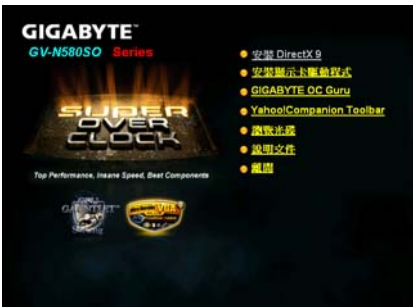 GIGABYTE™
GV-N580SO Series
SUPER
OVER
CLOCK
Top Performance, Insane Speed, Best Components
GAUNTLET
安裝 DirectX 9
安裝顯示卡驅動程式
GIGABYTE OC Guru
Yahoo!Companion Toolbar
瀏覽光碟
說明文件
離開